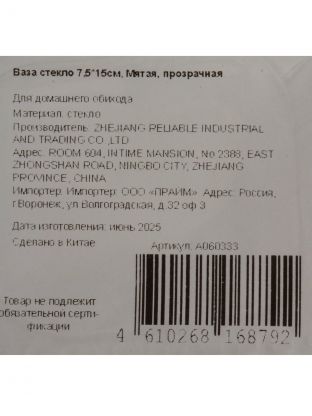 Ваза стекло 7,5*15см, Мятая, прозрачная
Для домашнего обихода
Материал: стекло
Производитель: ZHEJIANG RELIABLE INDUSTRIAL
AND TRADING CO.,LTD
Адрес: ROOM 604, INTIME MANSION, No 2388, EAST
ZHONGSHAN ROAD, NINGBO CITY, ZHEJIANG
PROVINCE, CHINA
Импортер: Импортер: ООО «ПРАЙМ». Адрес: Россия,
г.Воронеж, ул.Волгоградская, д.32 оф 3
Дата изготовления: июнь 2025
Сделано в Китае
Артикул: A060333
Товар не подлежит
обязательной серти-
фикации
4 610268 168792